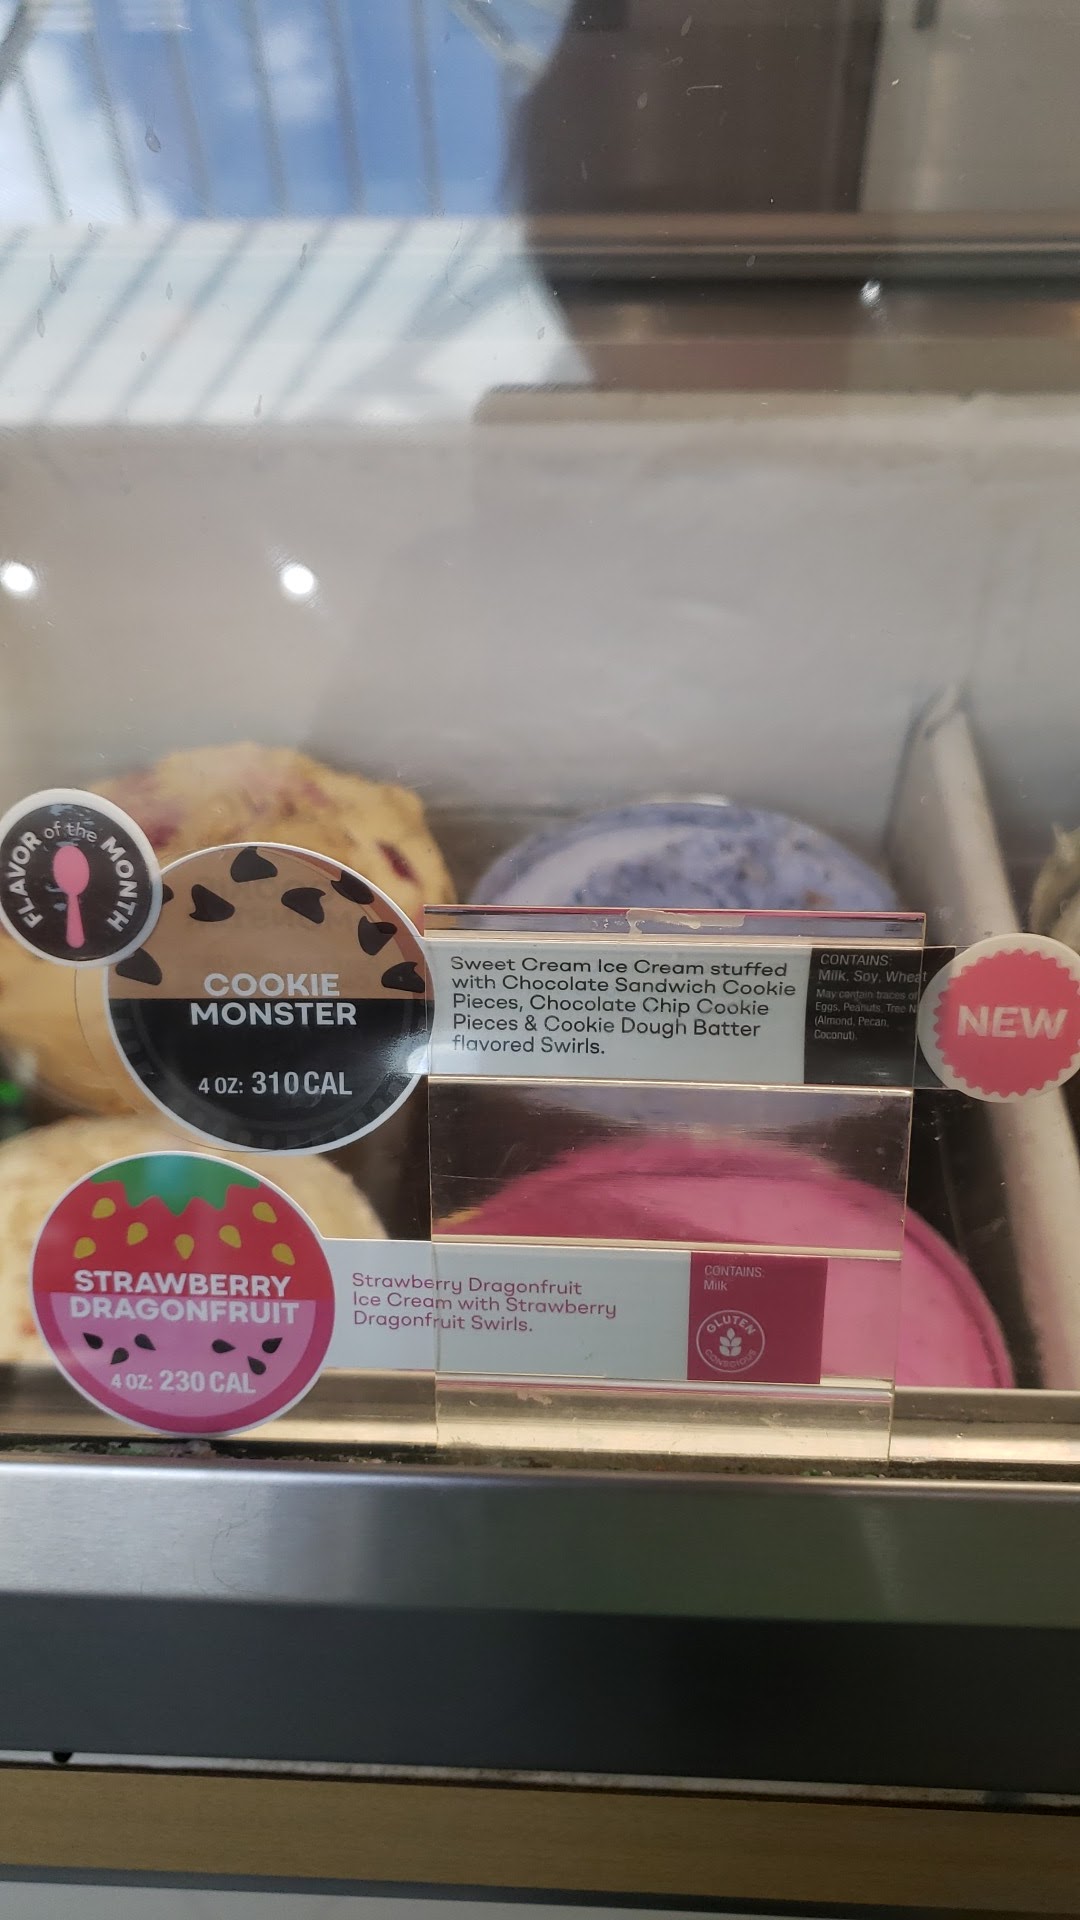 FLAVOR of the MONTH
COOKIE
MONSTER
4 OZ: 310 CAL
Sweet Cream Ice Cream stuffed
with Chocolate Sandwich Cookie
Pieces, Chocolate Chip Cookie
Pieces & Cookie Dough Batter
flavored Swirls.
CONTAINS:
Milk, Soy, Wheat
May contain traces of
Eggs, Peanuts, Tree N
(Almond, Pecan,
Coconut).
NEW
STRAWBERRY
DRAGONFRUIT
4 OZ: 230 CAL
Strawberry Dragonfruit
Ice Cream with Strawberry
Dragonfruit Swirls.
CONTAINS:
Milk
GLUTEN
CONSCIOUS